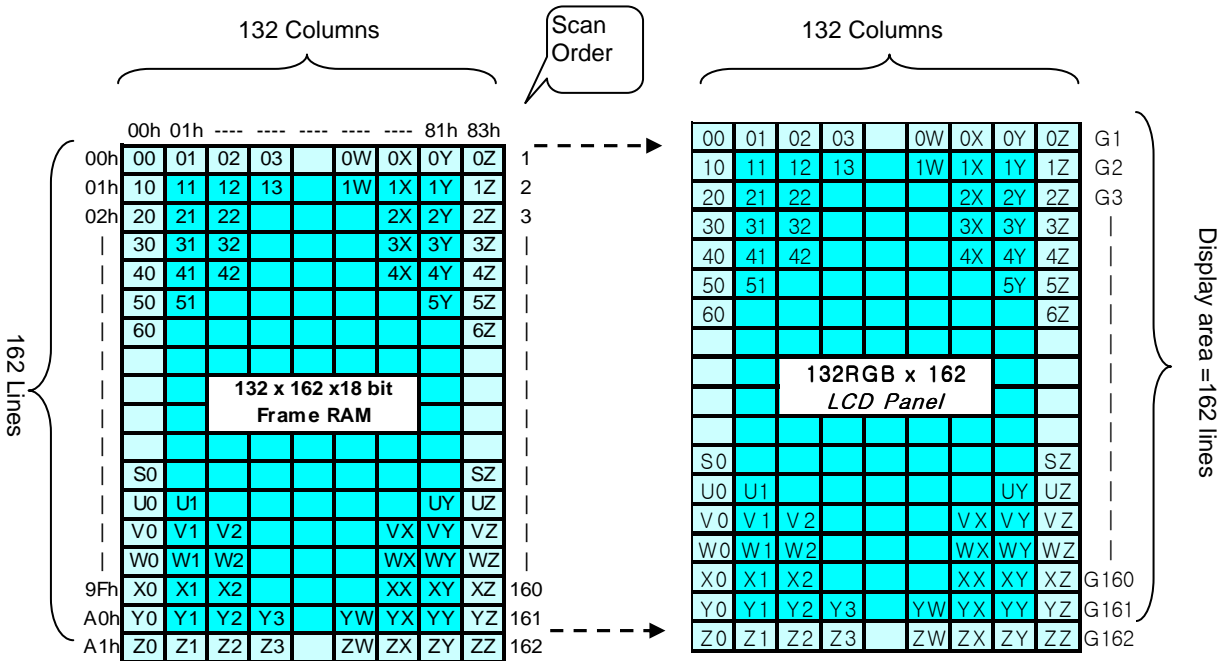 132 Columns
Scan
Order
132 Columns
00h 01h ---- ---- ---- ---- ---- 81h 83h
00h 00 01 02 03 0W 0X 0Y 0Z 1
01h 10 11 12 13 1W 1X 1Y 1Z 2
02h 20 21 22 2X 2Y 2Z 3
30 31 32 3X 3Y 3Z
40 41 42 4X 4Y 4Z
50 51 5Y 5Z
60 6Z
162 Lines
132 x 162 x18 bit
Frame RAM
S0 SZ
U0 U1 UY UZ
V0 V1 V2 VX VY VZ
W0 W1 W2 WX WY WZ
9Fh X0 X1 X2 XX XY XZ 160
A0h Y0 Y1 Y2 Y3 YW YX YY YZ 161
A1h Z0 Z1 Z2 Z3 ZW ZX ZY ZZ 162
00 01 02 03 0W 0X 0Y 0Z G1
10 11 12 13 1W 1X 1Y 1Z G2
20 21 22 2X 2Y 2Z G3
30 31 32 3X 3Y 3Z
40 41 42 4X 4Y 4Z
50 51 5Y 5Z
60 6Z
132RGB x 162
LCD Panel
S0 SZ
U0 U1 UY UZ
V0 V1 V2 VX VY VZ
W0 W1 W2 WX WY WZ
X0 X1 X2 XX XY XZ G160
Y0 Y1 Y2 Y3 YW YX YY YZ G161
Z0 Z1 Z2 Z3 ZW ZX ZY ZZ G162
Display area =162 lines